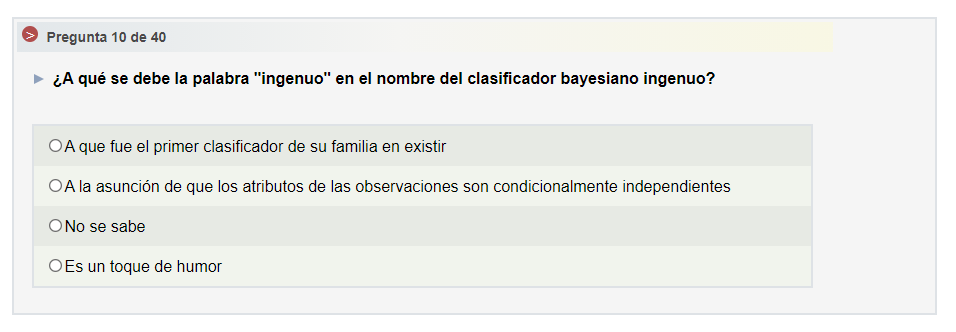 Pregunta 10 de 40
¿A qué se debe la palabra "ingenuo" en el nombre del clasificador bayesiano ingenuo?
A que fue el primer clasificador de su familia en existir
A la asunción de que los atributos de las observaciones son condicionalmente independientes
No se sabe
Es un toque de humor